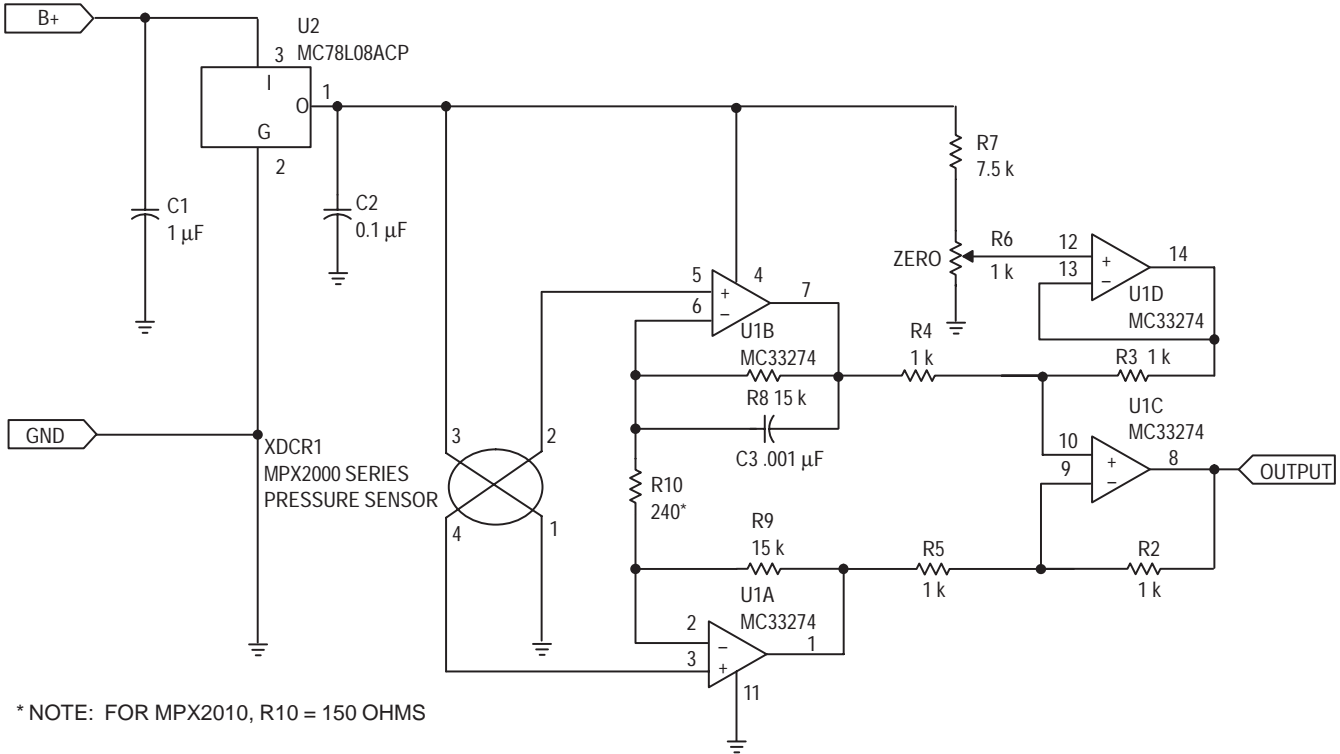 B+
U2
MC78L08ACP
3
I
O
1
G
2
C1
1 µF
C2
0.1 µF
R7
7.5 k
ZERO
R6
1 k
12
13
+
−
14
U1D
MC33274
5
6
+
−
4
7
U1B
MC33274
R8 15 k
C3 .001 µF
R4
1 k
R3 1 k
U1C
MC33274
10
9
+
−
8
OUTPUT
GND
XDCR1
MPX2000 SERIES
PRESSURE SENSOR
3
2
4
1
R10
240*
R9
15 k
R5
1 k
R2
1 k
U1A
MC33274
2
3
−
+
1
11
* NOTE: FOR MPX2010, R10 = 150 OHMS